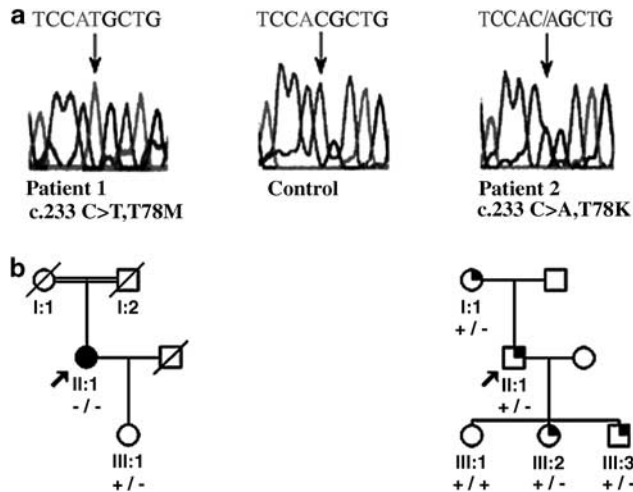 a TCCATGCTG TCCACGCTG TCCAC/AGCTG
Patient 1 Control Patient 2
c.233 C>T,T78M c.233 C>A,T78K
b
I:1 I:2 I:1
+ / -
II:1 II:1
- / - + / -
III:1 III:1 III:2 III:3
+ / - + / + + / - + / -